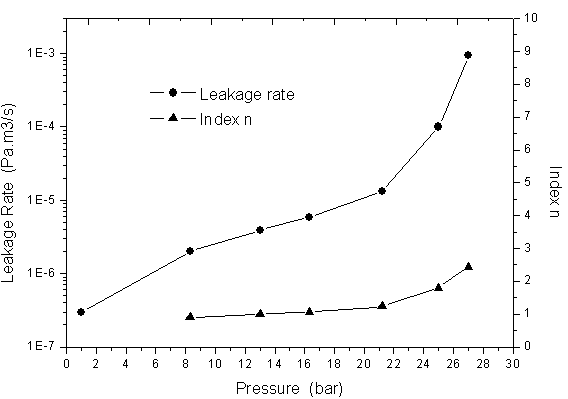 10
1E-3
9
8
Leakage rate
7
1E-4
Index n
6
Leakage Rate (Pa.m3/s)
5
Index n
1E-5
4
3
1E-6
2
1
1E-7
0
0 2 4 6 8 10 12 14 16 18 20 22 24 26 28 30
Pressure (bar)